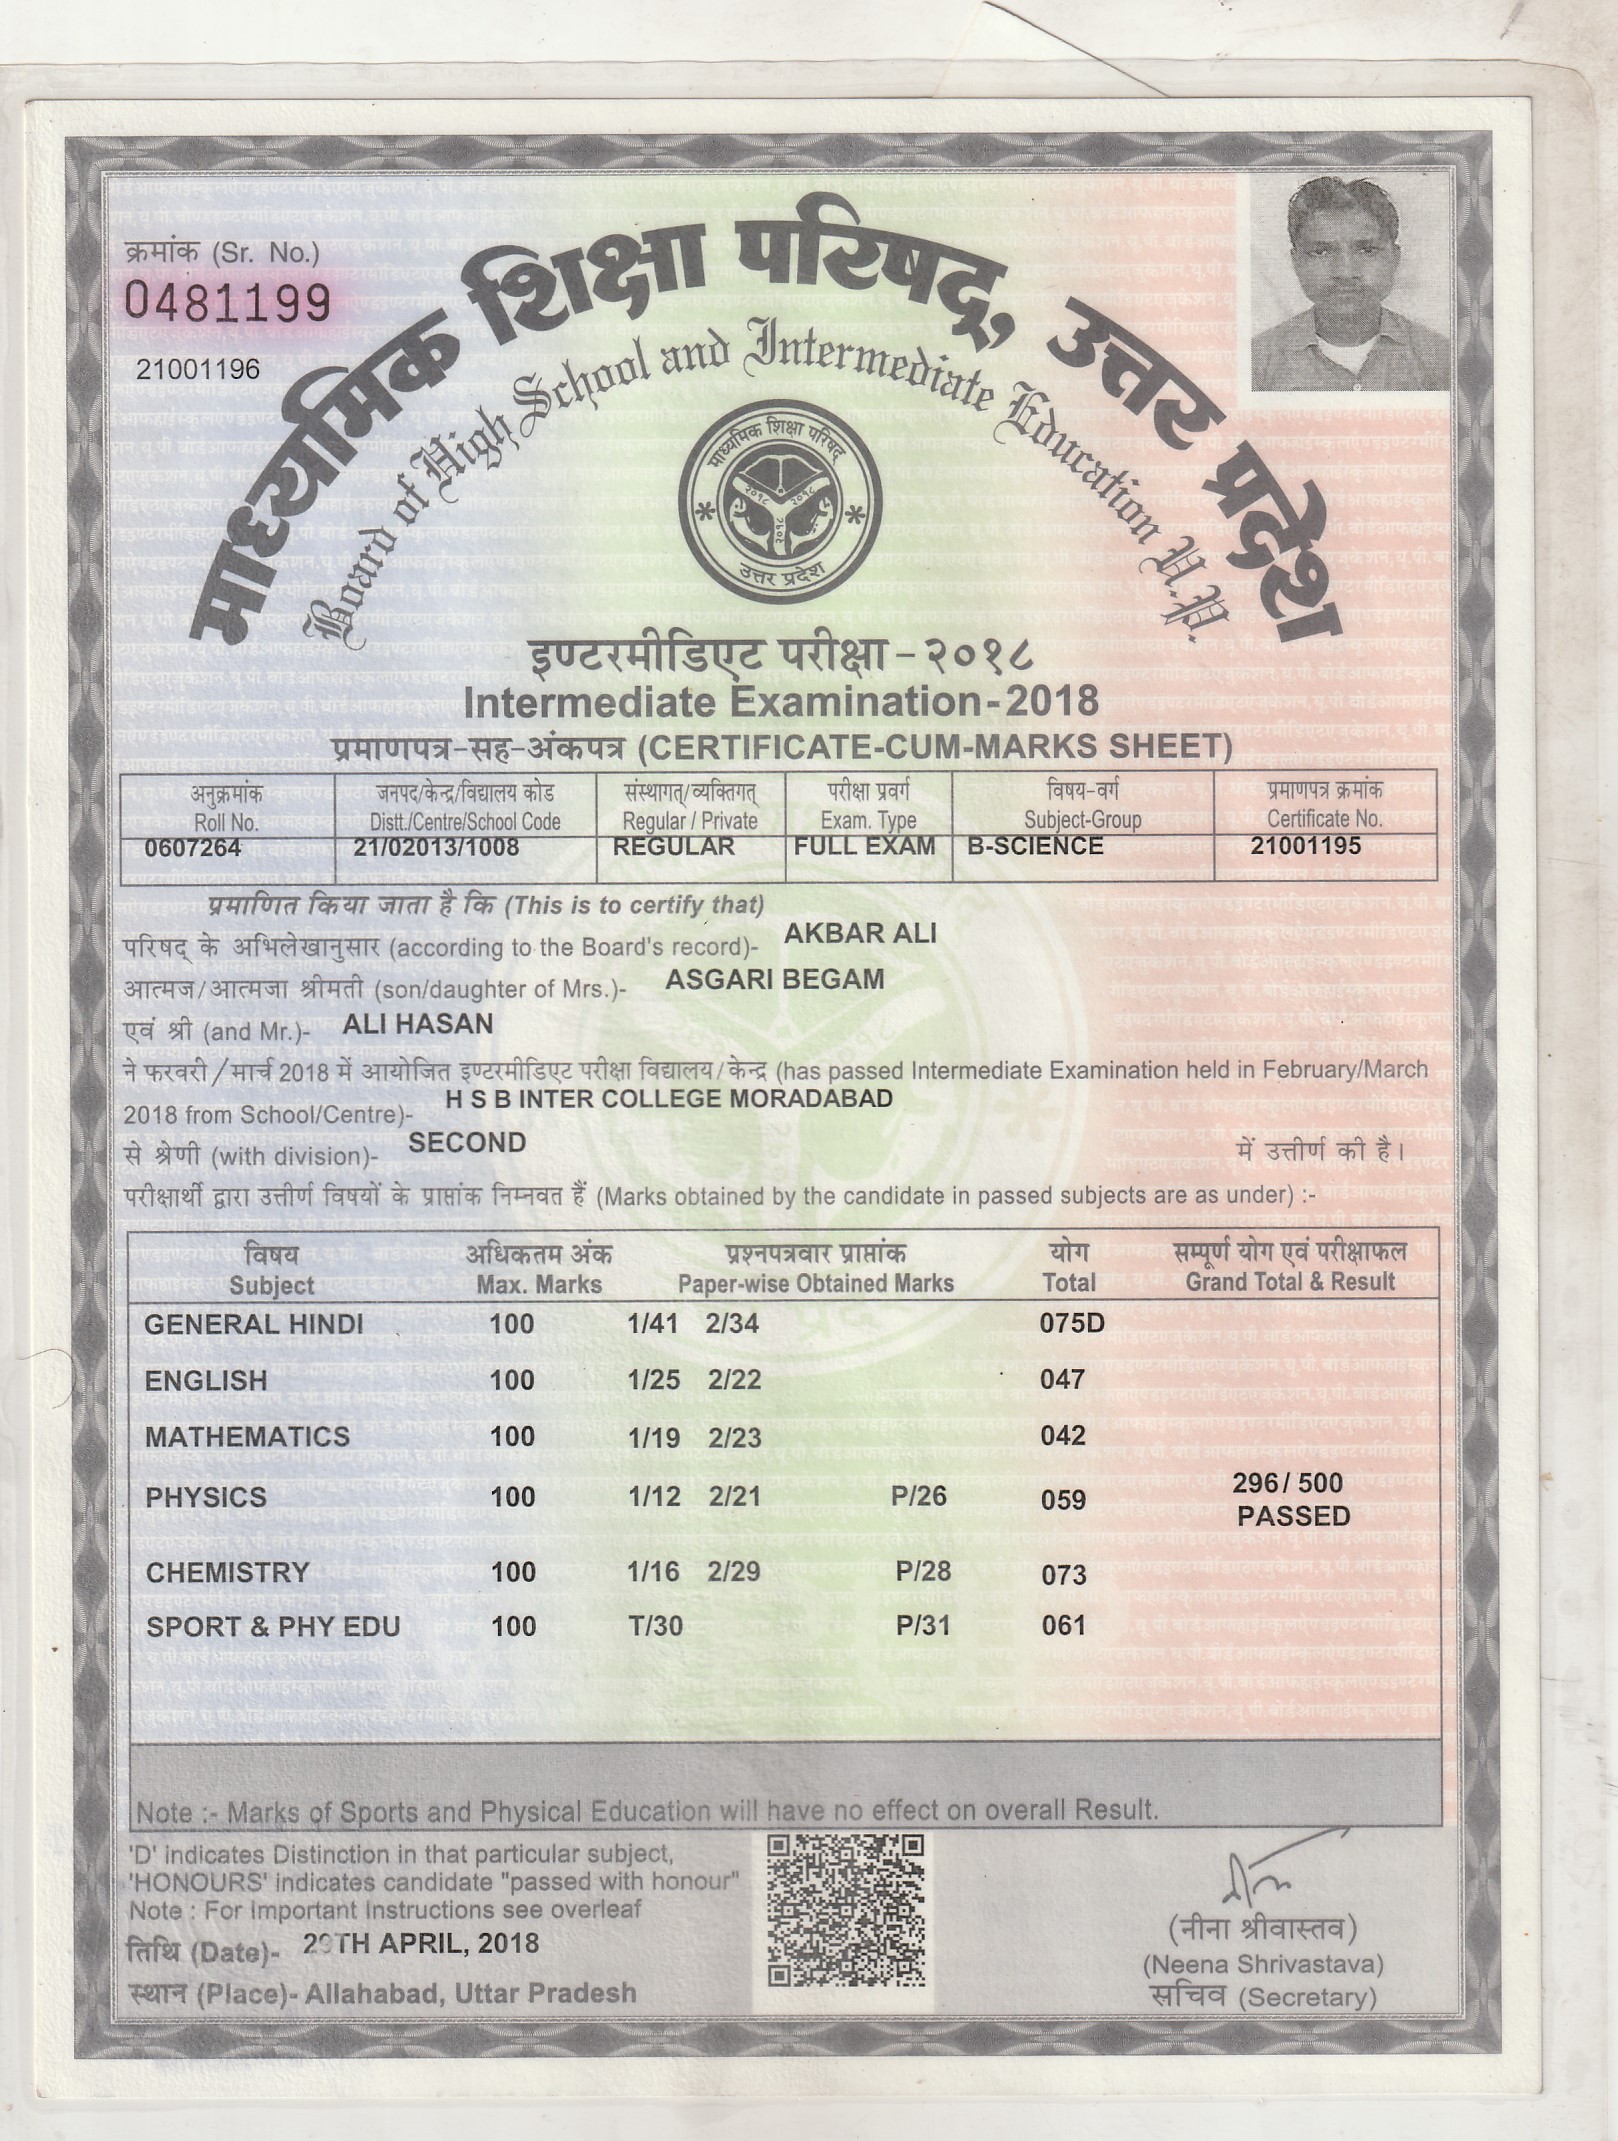 क्रमांक (Sr. No.)
0481199
21001196
माध्यमिक शिक्षा परिषद्, उत्तर प्रदेश
Board of High School and Intermediate Education U.P.
माध्यमिक शिक्षा परिषद्
२०१८ २०१८
२०१८
उत्तर प्रदेश
इण्टरमीडिएट परीक्षा - २०१८
Intermediate Examination - 2018
प्रमाणपत्र-सह-अंकपत्र (CERTIFICATE-CUM-MARKS SHEET)
अनुक्रमांक जनपद/केन्द्र/विद्यालय कोड संस्थागत्/व्यक्तिगत् परीक्षा प्रवर्ग विषय-वर्ग प्रमाणपत्र क्रमांक
Roll No. Distt./Centre/School Code Regular / Private Exam. Type Subject-Group Certificate No.
0607264 21/02013/1008 REGULAR FULL EXAM B-SCIENCE 21001195
प्रमाणित किया जाता है कि (This is to certify that)
परिषद् के अभिलेखानुसार (according to the Board's record)- AKBAR ALI
आत्मज/आत्मजा श्रीमती (son/daughter of Mrs.)- ASGARI BEGAM
एवं श्री (and Mr.)- ALI HASAN
ने फरवरी/मार्च 2018 में आयोजित इण्टरमीडिएट परीक्षा विद्यालय/केन्द्र (has passed Intermediate Examination held in February/March
2018 from School/Centre)- H S B INTER COLLEGE MORADABAD
से श्रेणी (with division)- SECOND में उत्तीर्ण की है।
परीक्षार्थी द्वारा उत्तीर्ण विषयों के प्राप्तांक निम्नवत हैं (Marks obtained by the candidate in passed subjects are as under) :-
विषय अधिकतम अंक प्रश्नपत्रवार प्राप्तांक योग सम्पूर्ण योग एवं परीक्षाफल
Subject Max. Marks Paper-wise Obtained Marks Total Grand Total & Result
GENERAL HINDI 100 1/41 2/34 075D
ENGLISH 100 1/25 2/22 047
MATHEMATICS 100 1/19 2/23 042
PHYSICS 100 1/12 2/21 P/26 059 296/ 500
PASSED
CHEMISTRY 100 1/16 2/29 P/28 073
SPORT & PHY EDU 100 T/30 P/31 061
Note :- Marks of Sports and Physical Education will have no effect on overall Result.
'D' indicates Distinction in that particular subject,
'HONOURS' indicates candidate "passed with honour"
Note : For Important Instructions see overleaf
तिथि (Date)- 29TH APRIL, 2018
स्थान (Place)- Allahabad, Uttar Pradesh
(नीना श्रीवास्तव)
(Neena Shrivastava)
सचिव (Secretary)